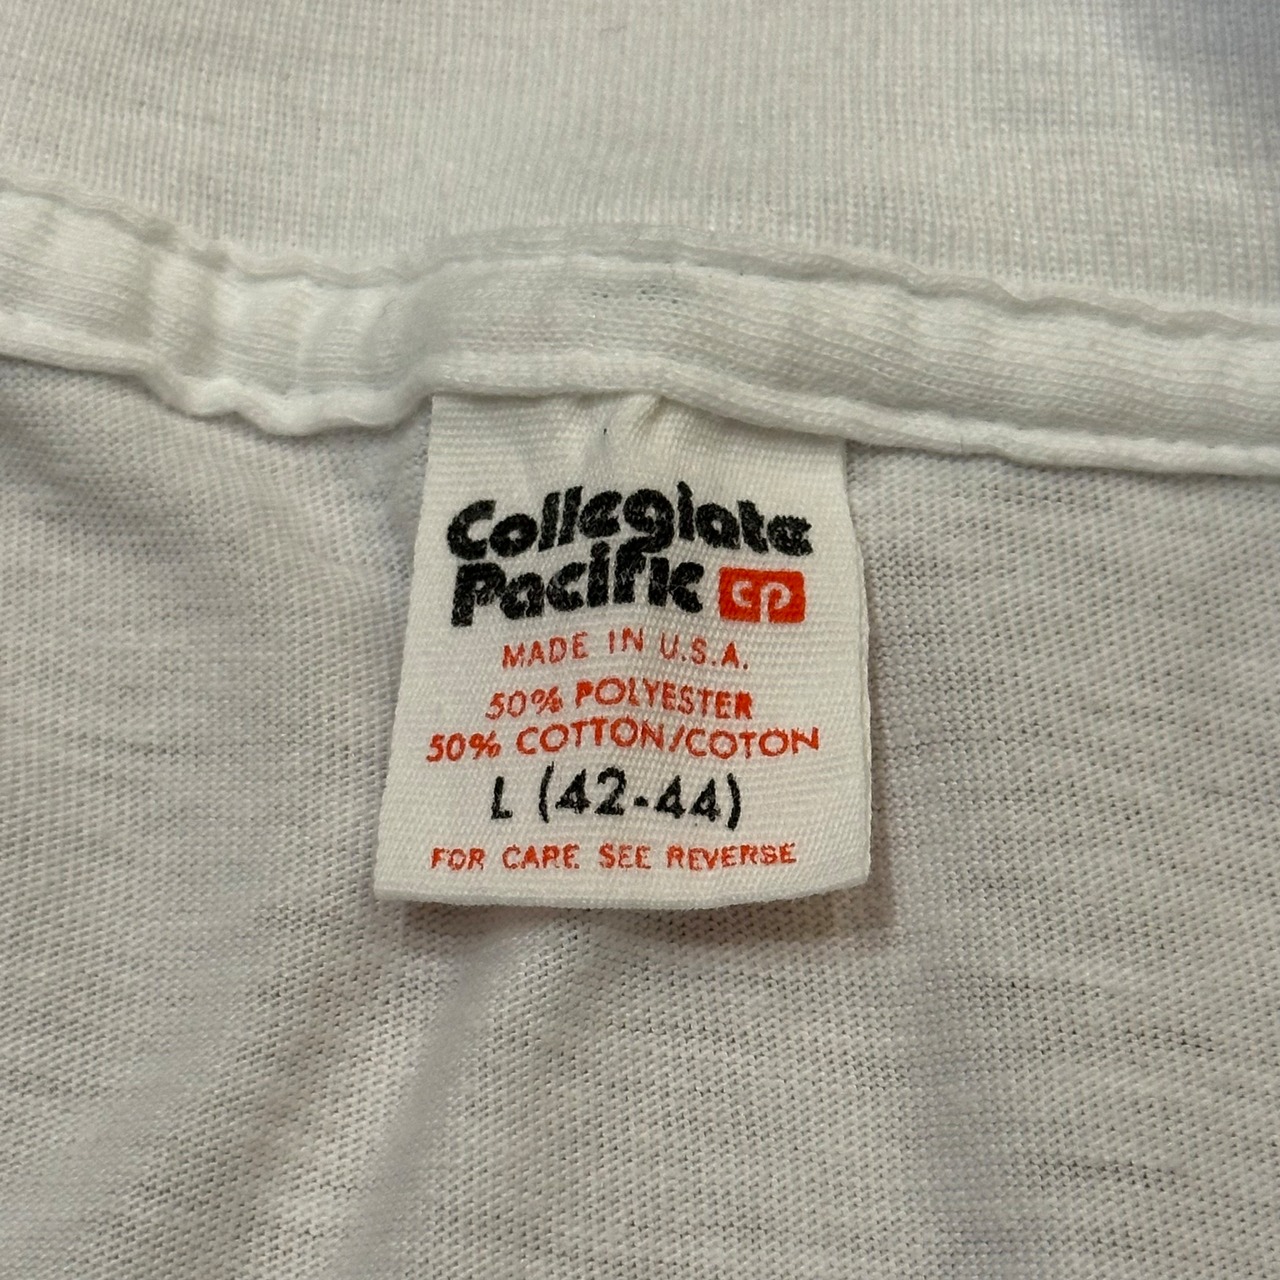 Collegiate
Pacific cp
MADE IN U.S.A.
50% POLYESTER
50% COTTON/COTON
L (42-44)
FOR CARE SEE REVERSE